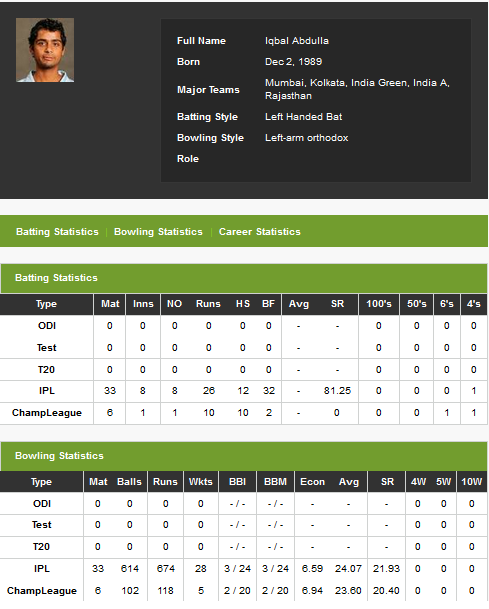 Full Name Iqbal Abdulla
Born Dec 2, 1989
Major Teams Mumbai, Kolkata, India Green, India A,
Rajasthan
Batting Style Left Handed Bat
Bowling Style Left-arm orthodox
Role
Batting Statistics | Bowling Statistics | Career Statistics
Batting Statistics
Type Mat Inns NO Runs HS BF Avg SR 100's 50's 6's 4's
ODI 0 0 0 0 0 0 - - 0 0 0 0
Test 0 0 0 0 0 0 - - 0 0 0 0
T20 0 0 0 0 0 0 - - 0 0 0 0
IPL 33 8 8 26 12 32 - 81.25 0 0 0 1
ChampLeague 6 1 1 10 10 2 - 0 0 0 1 1
Bowling Statistics
Type Mat Balls Runs Wkts BBI BBM Econ Avg SR 4W 5W 10W
ODI 0 0 0 0 - / - - / - 0 0 0 0 0 0
Test 0 0 0 0 - / - - / - 0 0 0 0 0 0
T20 0 0 0 0 - / - - / - 0 0 0 0 0 0
IPL 33 614 674 28 3 / 24 3 / 24 6.59 24.07 21.93 0 0 0
ChampLeague 6 102 118 5 2 / 20 2 / 20 6.94 23.60 20.40 0 0 0